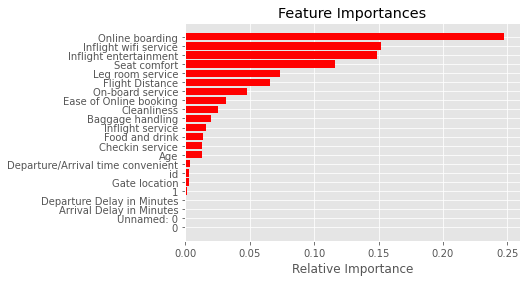 Feature Importances
Online boarding
Inflight wifi service
Inflight entertainment
Seat comfort
Leg room service
Flight Distance
On-board service
Ease of Online booking
Cleanliness
Baggage handling
Inflight service
Food and drink
Checkin service
Age
Departure/Arrival time convenient
id
Gate location
1
Departure Delay in Minutes
Arrival Delay in Minutes
Unnamed: 0
0
0.00 0.05 0.10 0.15 0.20 0.25
Relative Importance